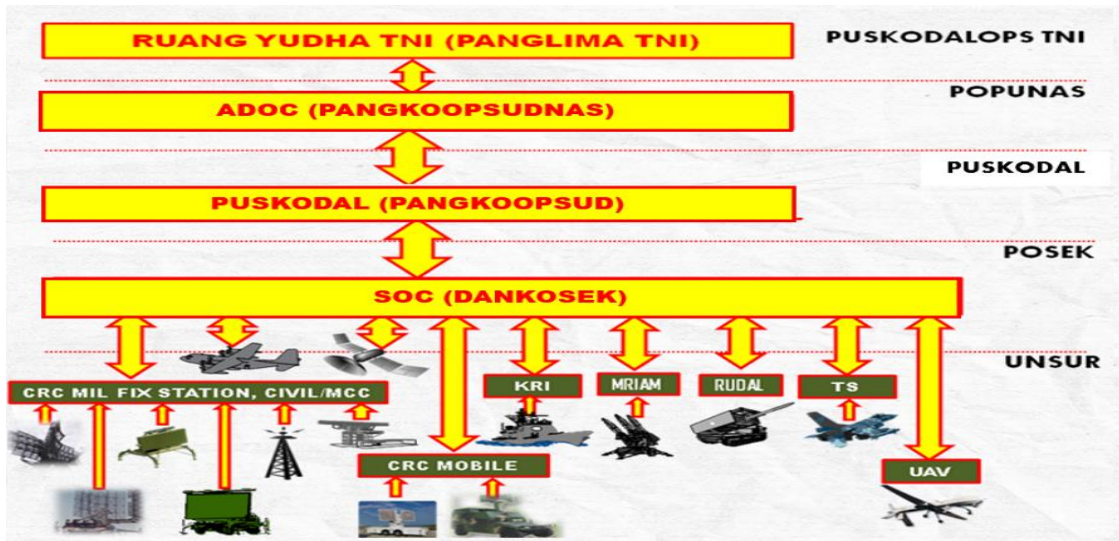 RUANG YUDHA TNI (PANGLIMA TNI)
PUSKODALOPS TNI
POPUNAS
ADOC (PANGKOOPSUDNAS)
PUSKODAL
PUSKODAL (PANGKOOPSUD)
POSEK
SOC (DANKOSEK)
UNSUR
CRC MIL FIX STATION, CIVIL/MCC
KRI
MRIAM
RUDAL
TS
CRC MOBILE
UAV